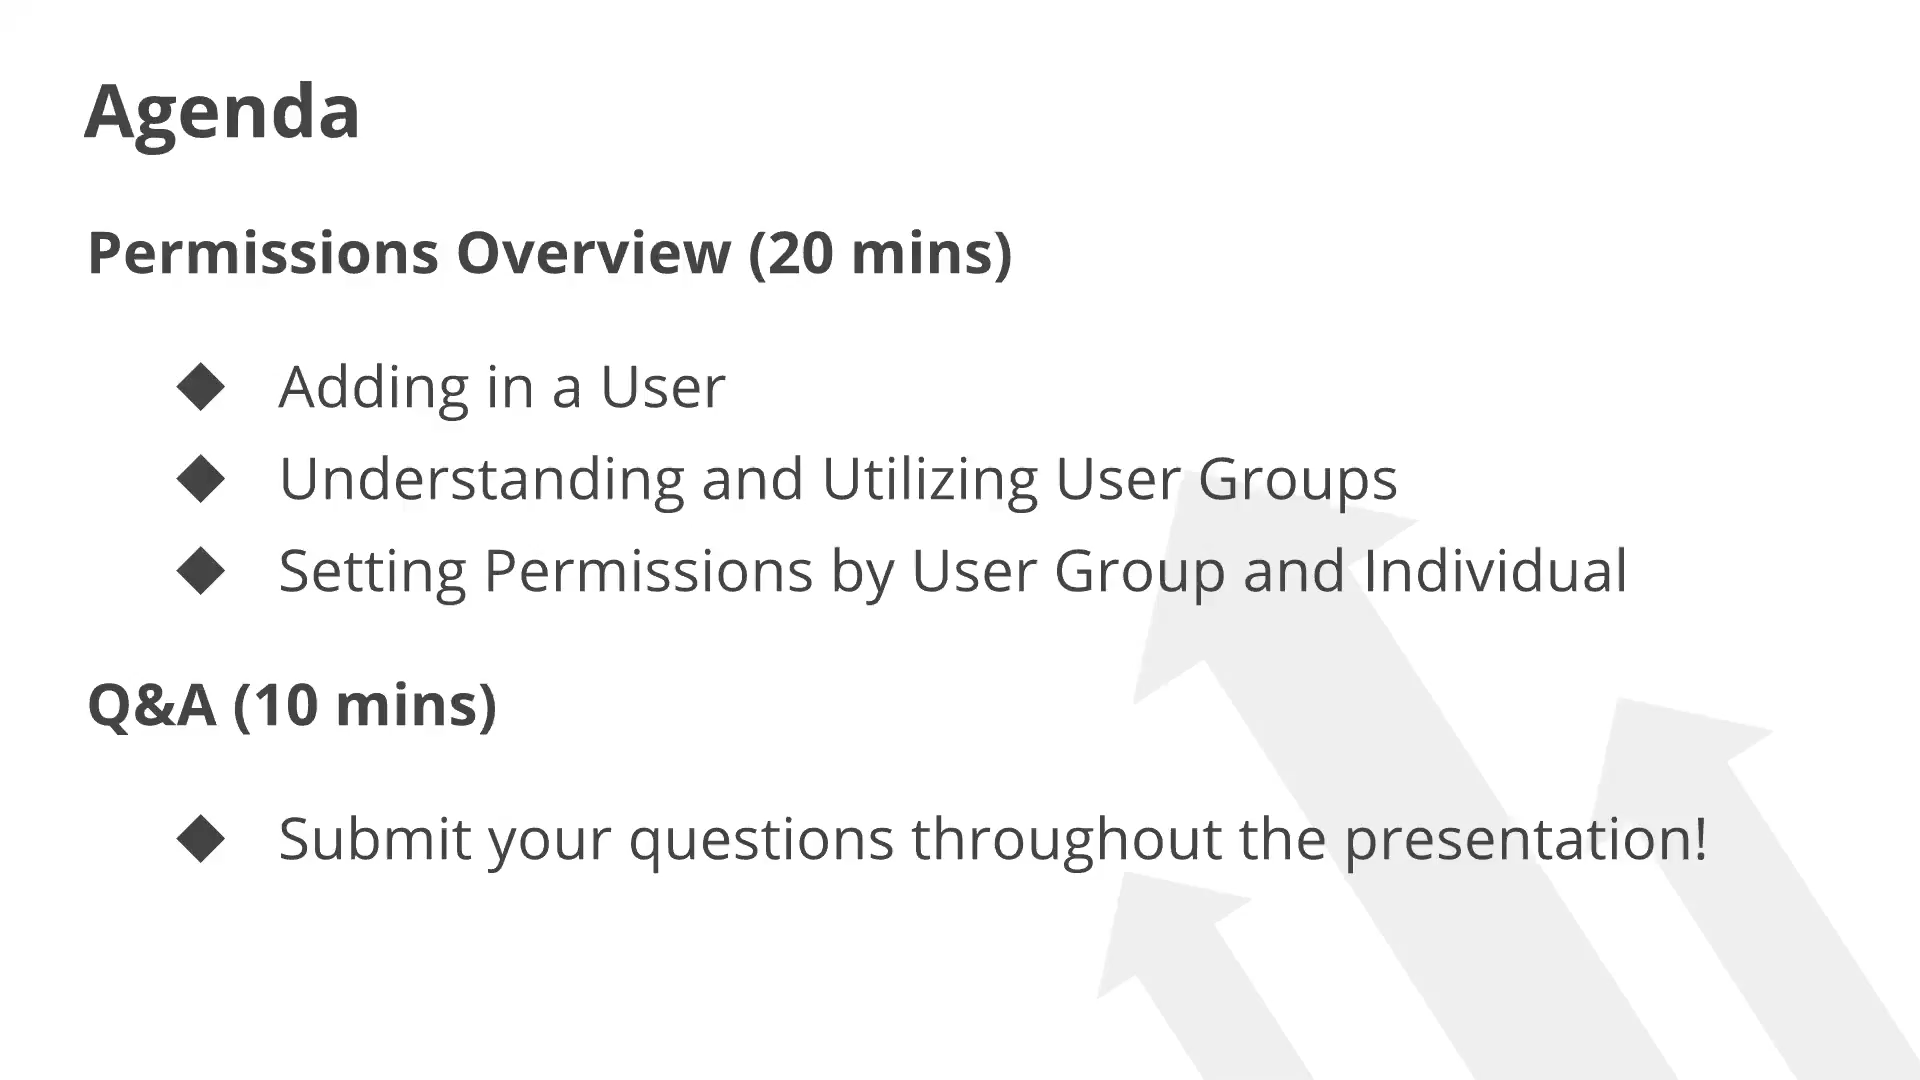 Agenda
Permissions Overview (20 mins)
◆ Adding in a User
◆ Understanding and Utilizing User Groups
◆ Setting Permissions by User Group and Individual
Q&A (10 mins)
◆ Submit your questions throughout the presentation!